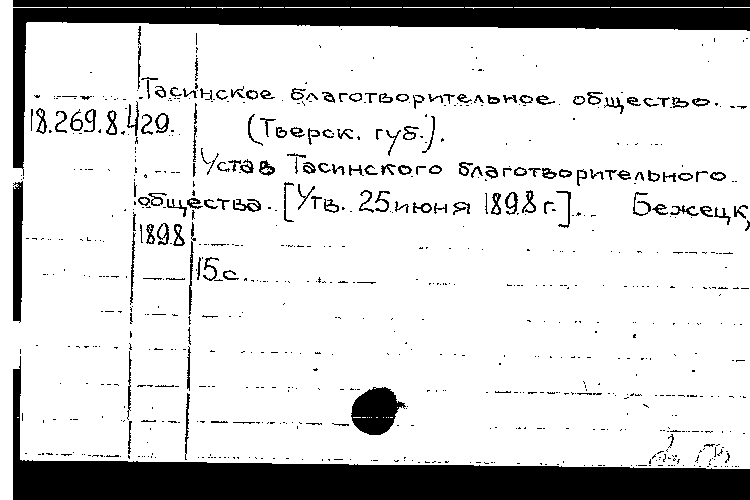 Тасинское благотворительное общество.
18.269.8.420. (Тверск. губ.).
Устав Тасинского благотворительного
общества. [Утв. 25 июня 1898 г.]. Бежецк,
1898.
15 с.